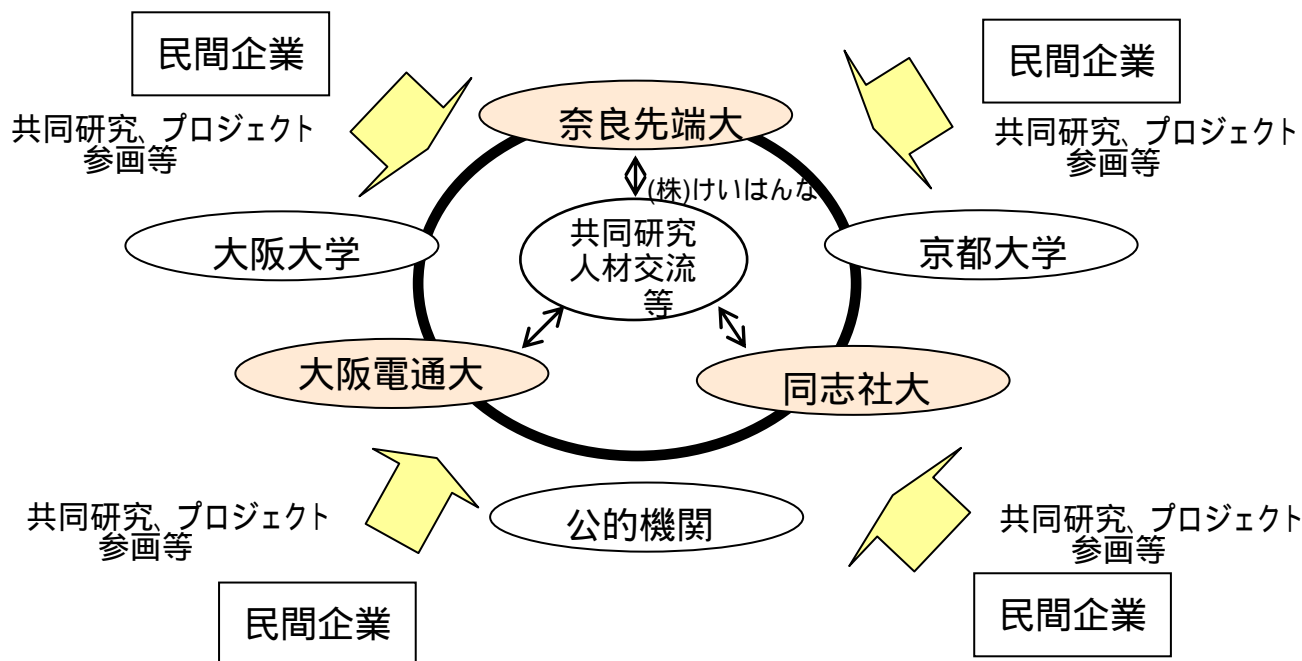 民間企業
民間企業
共同研究、プロジェクト
参画等
共同研究、プロジェクト
参画等
奈良先端大
(株)けいはんな
大阪大学
共同研究
人材交流
等
京都大学
大阪電通大
同志社大
共同研究、プロジェクト
参画等
公的機関
共同研究、プロジェクト
参画等
民間企業
民間企業